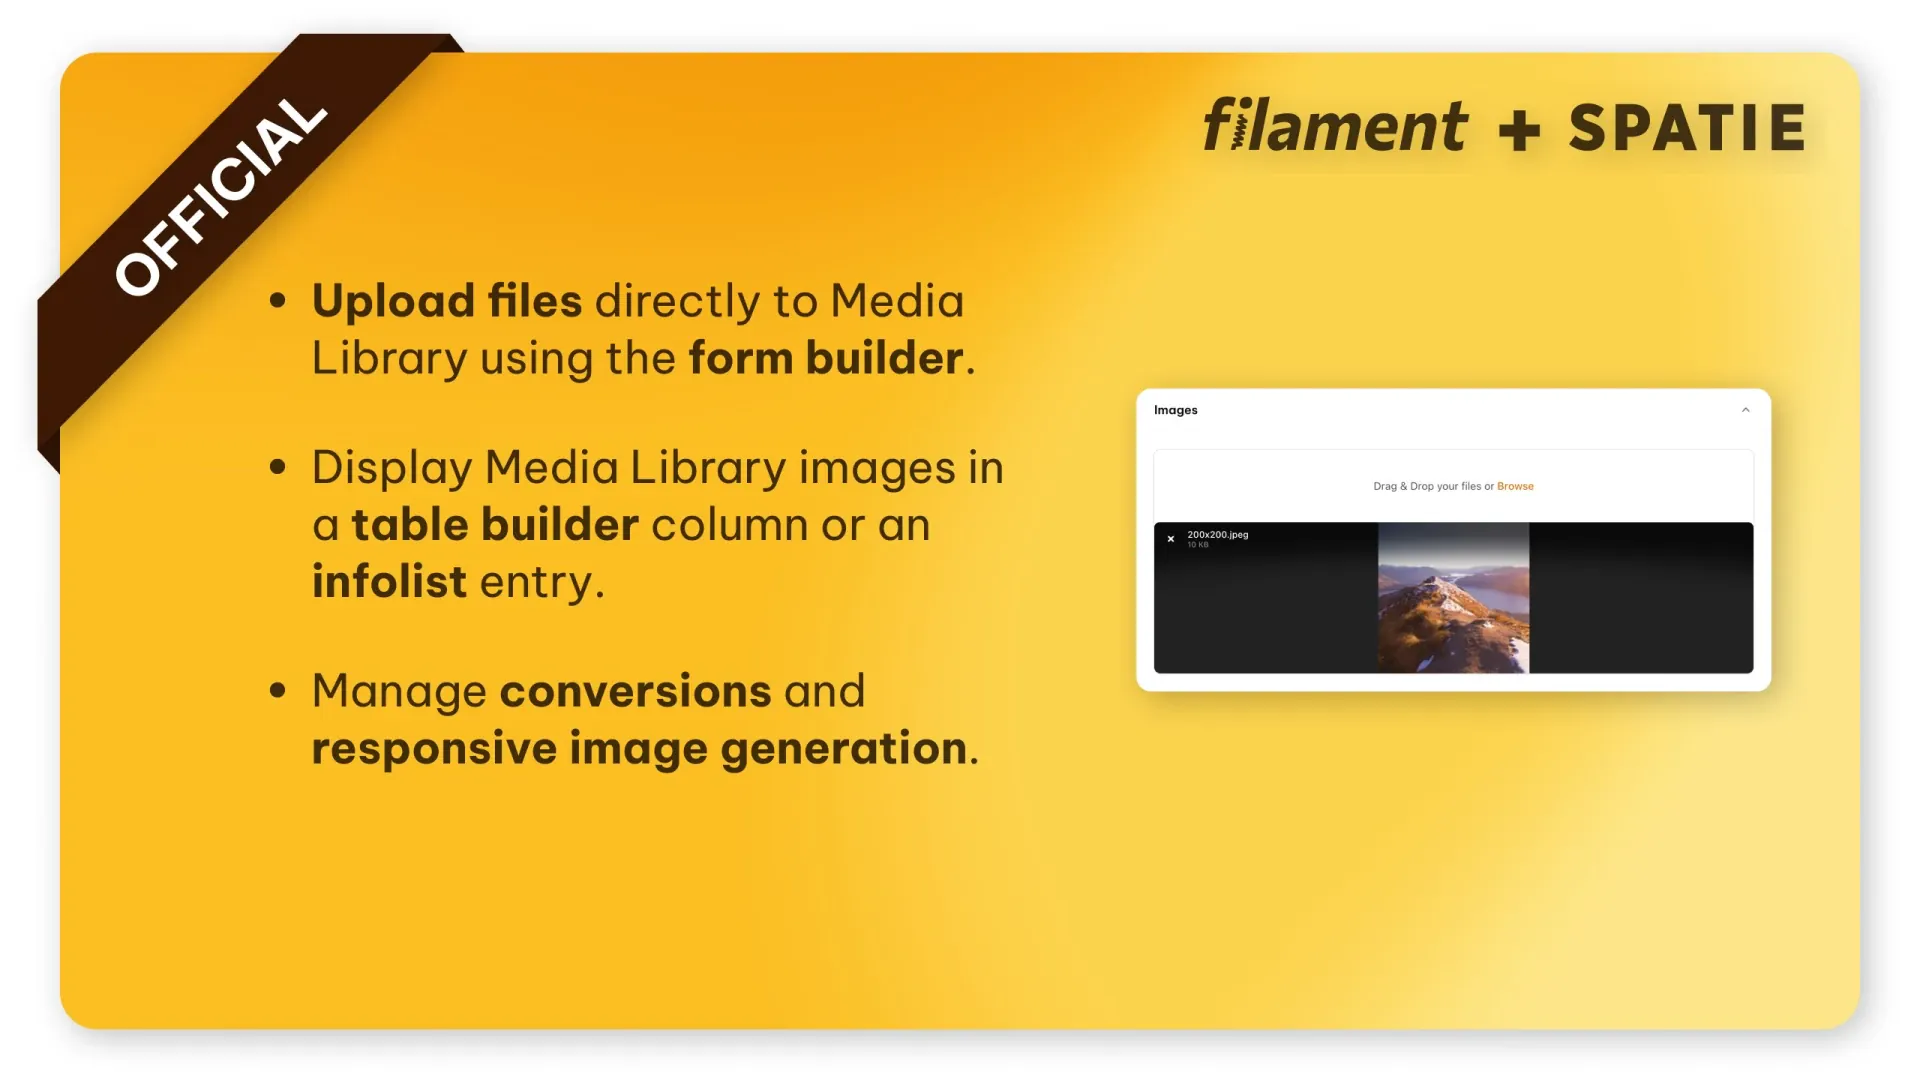 OFFICIAL
filament + SPATIE
• Upload files directly to Media
Library using the form builder.
• Display Media Library images in
a table builder column or an
infolist entry.
• Manage conversions and
responsive image generation.
Images
Drag & Drop your files or Browse
200x200.jpeg
10 KB